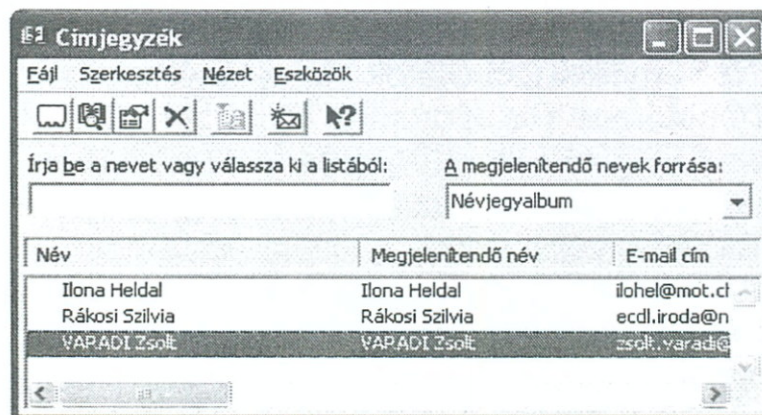 Címjegyzék
Fájl Szerkesztés Nézet Eszközök
Írja be a nevet vagy válassza ki a listából: A megjelenítendő nevek forrása:
Névjegyalbum
Név Megjelenítendő név E-mail cím
Ilona Heldal Ilona Heldal ilohel@mot.ch
Rákosi Szilvia Rákosi Szilvia ecdl.iroda@n
VARADI Zsolt VARADI Zsolt zsolt.varadi@